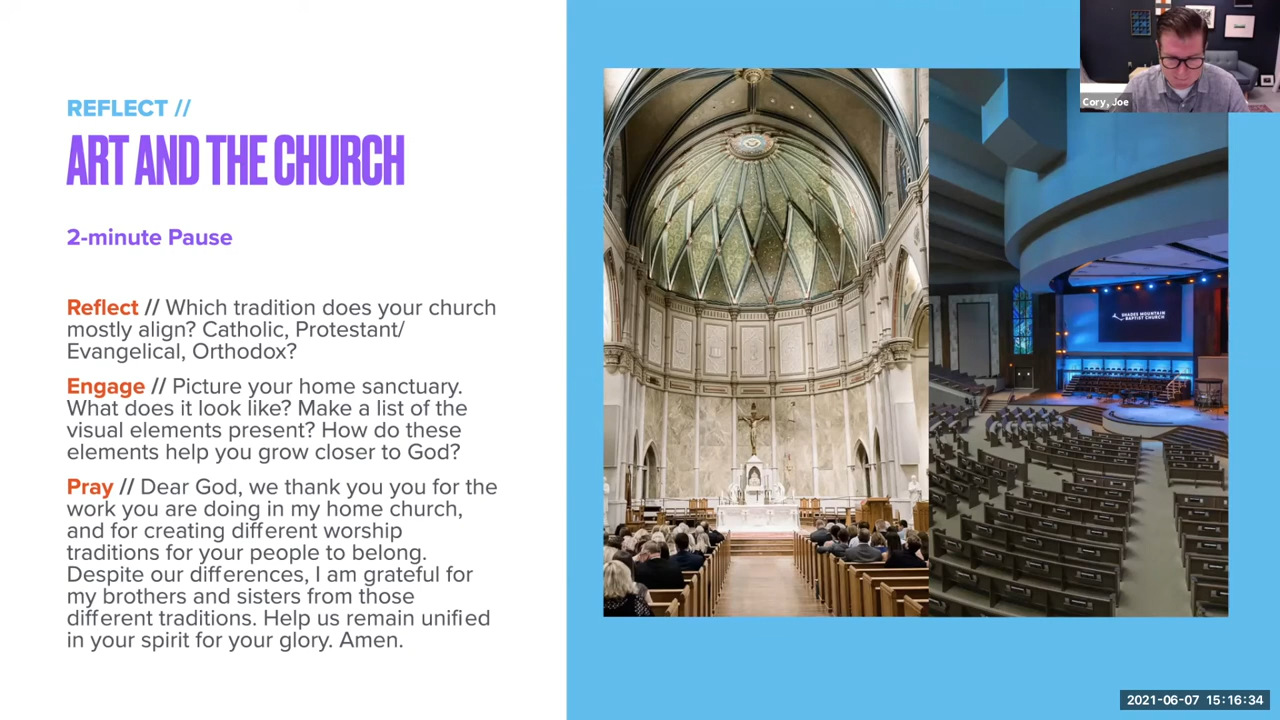 REFLECT //
ART AND THE CHURCH
2-minute Pause
Reflect // Which tradition does your church
mostly align? Catholic, Protestant/
Evangelical, Orthodox?
Engage // Picture your home sanctuary.
What does it look like? Make a list of the
visual elements present? How do these
elements help you grow closer to God?
Pray // Dear God, we thank you you for the
work you are doing in my home church,
and for creating different worship
traditions for your people to belong.
Despite our differences, I am grateful for
my brothers and sisters from those
different traditions. Help us remain unified
in your spirit for your glory. Amen.
SHADES MOUNTAIN
BAPTIST CHURCH
Cory, Joe
2021-06-07 15:16:34